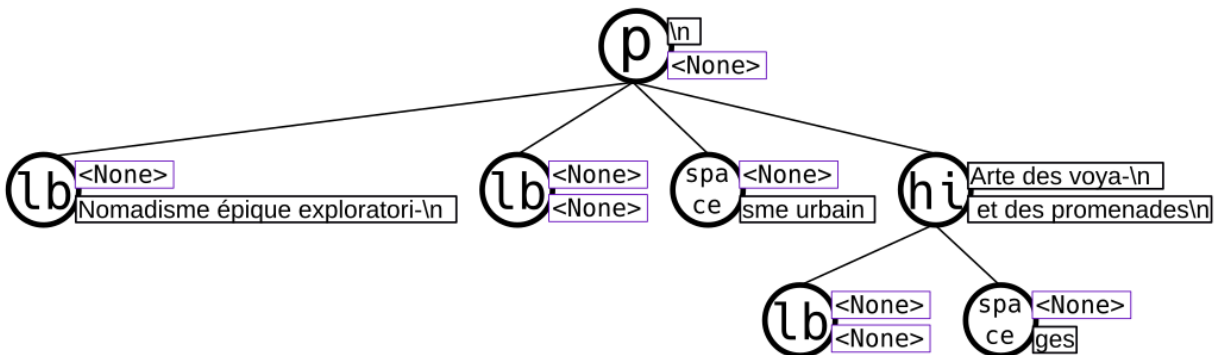 p \n
<None>
lb <None>
Nomadisme épique exploratori-\n
lb <None>
<None>
spa
ce <None>
sme urbain
hi Arte des voya-\n
et des promenades\n
lb <None>
<None>
spa
ce <None>
ges